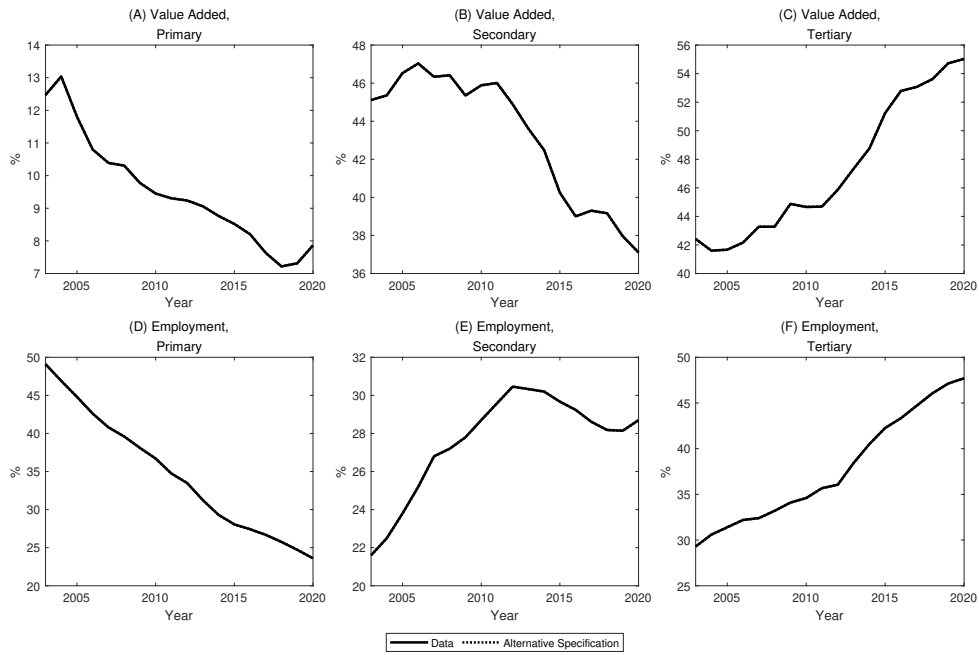 (A) Value Added,
Primary
14
13
12
11
10
9
8
7
%
2005 2010 2015 2020
Year
(B) Value Added,
Secondary
48
46
44
42
40
38
36
%
2005 2010 2015 2020
Year
(C) Value Added,
Tertiary
56
54
52
50
48
46
44
42
40
%
2005 2010 2015 2020
Year
(D) Employment,
Primary
50
45
40
35
30
25
20
%
2005 2010 2015 2020
Year
(E) Employment,
Secondary
32
30
28
26
24
22
20
%
2005 2010 2015 2020
Year
(F) Employment,
Tertiary
50
45
40
35
30
25
%
2005 2010 2015 2020
Year
Data Alternative Specification